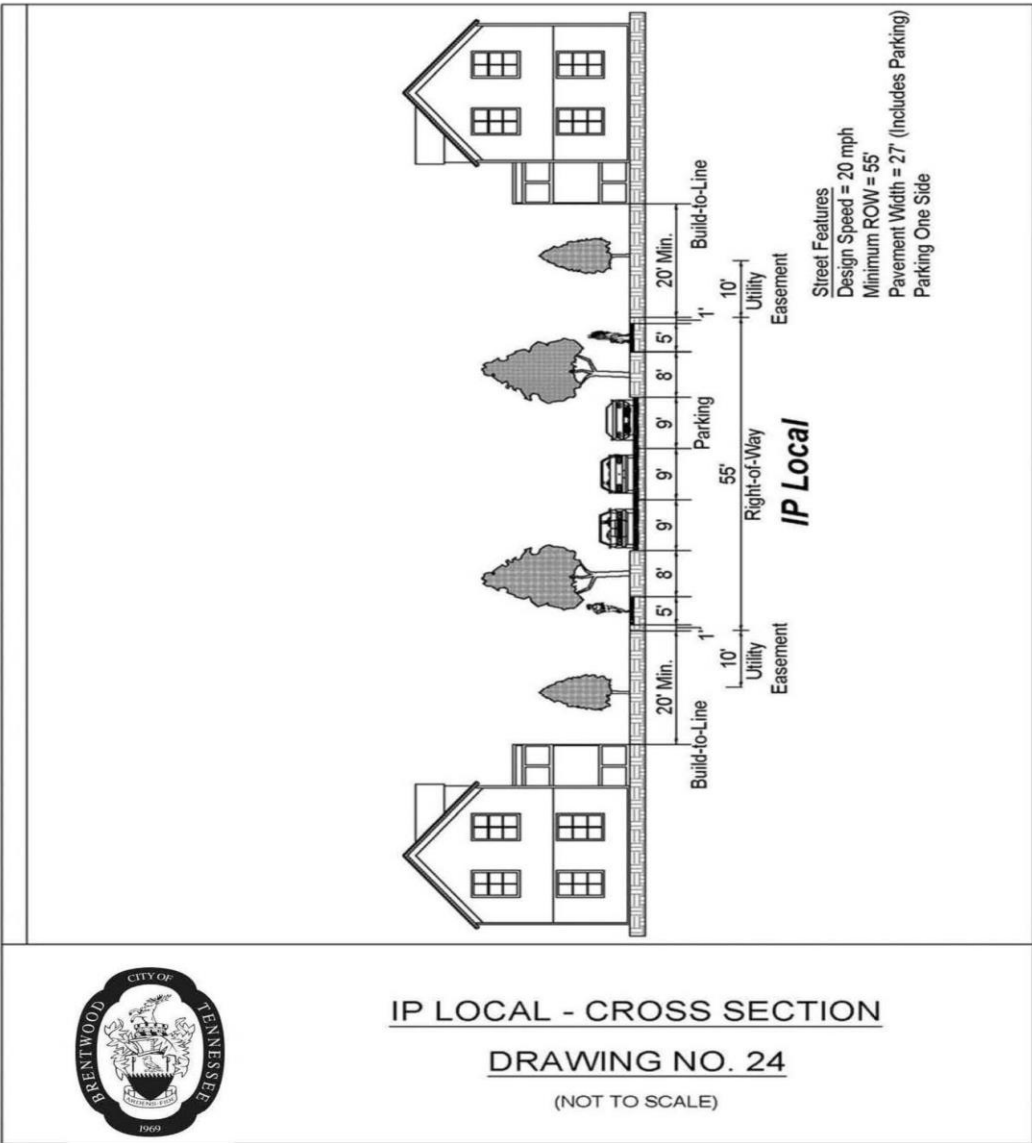 20' Min.
1'
5'
8'
9'
9'
9'
8'
5'
1'
20' Min.
Build-to-Line
Parking
Build-to-Line
10'
Utility
Easement
55'
Right-of-Way
10'
Utility
Easement
IP Local
Street Features
Design Speed = 20 mph
Minimum ROW = 55'
Pavement Width = 27' (Includes Parking)
Parking One Side
BRENTWOOD
CITY OF
TENNESSEE
1969
IP LOCAL - CROSS SECTION
DRAWING NO. 24
(NOT TO SCALE)